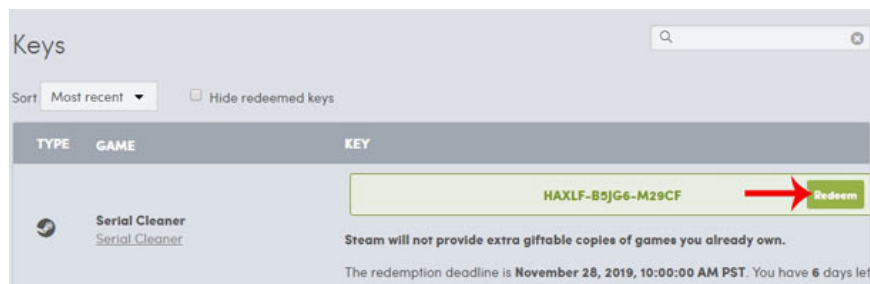 Keys
Sort Most recent Hide redeemed keys
TYPE GAME KEY
HAXLF-B5JG6-M29CF Redeem
Serial Cleaner
Serial Cleaner
Steam will not provide extra giftable copies of games you already own.
The redemption deadline is November 28, 2019, 10:00:00 AM PST. You have 6 days left